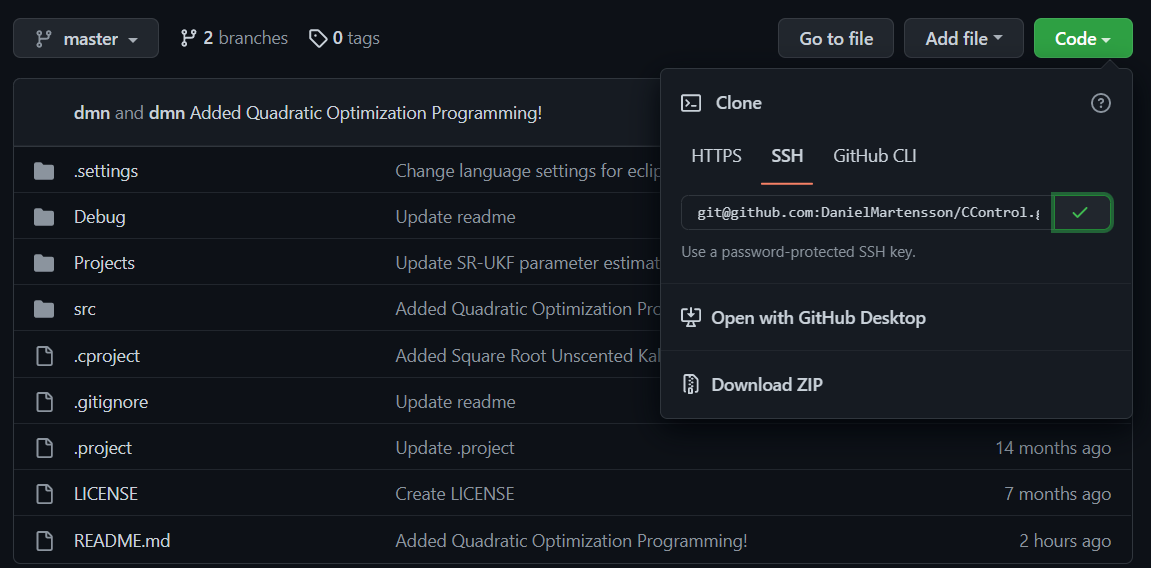 master 2 branches 0 tags Go to file Add file Code
dmn and dmn Added Quadratic Optimization Programming!
Clone
HTTPS SSH GitHub CLI
git@github.com:DanielMartensson/CControl.g
Use a password-protected SSH key.
Open with GitHub Desktop
Download ZIP
.settings Change language settings for eclip
Debug Update readme
Projects Update SR-UKF parameter estimat
src Added Quadratic Optimization Pro
.cproject Added Square Root Unscented Kal
.gitignore Update readme
.project Update .project 14 months ago
LICENSE Create LICENSE 7 months ago
README.md Added Quadratic Optimization Programming! 2 hours ago